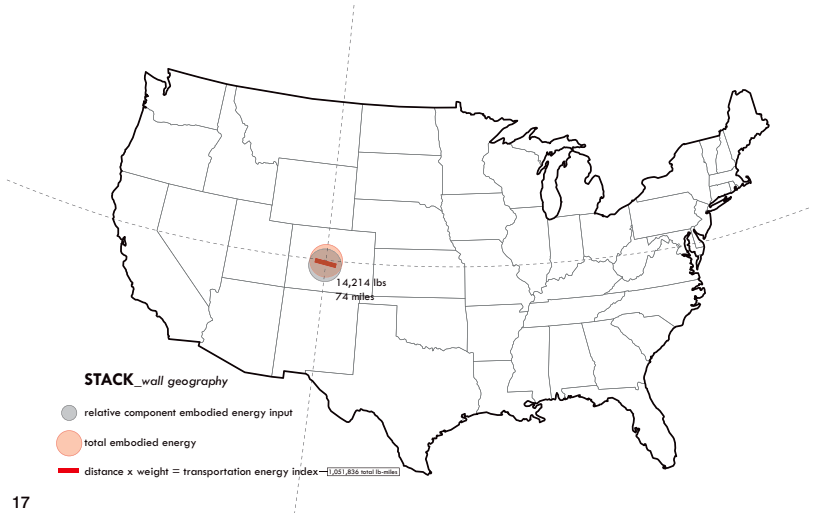 14,214 lbs
74 miles
STACK_wall geography
relative component embodied energy input
total embodied energy
distance x weight = transportation energy index
1,051,836 total lb-miles
17